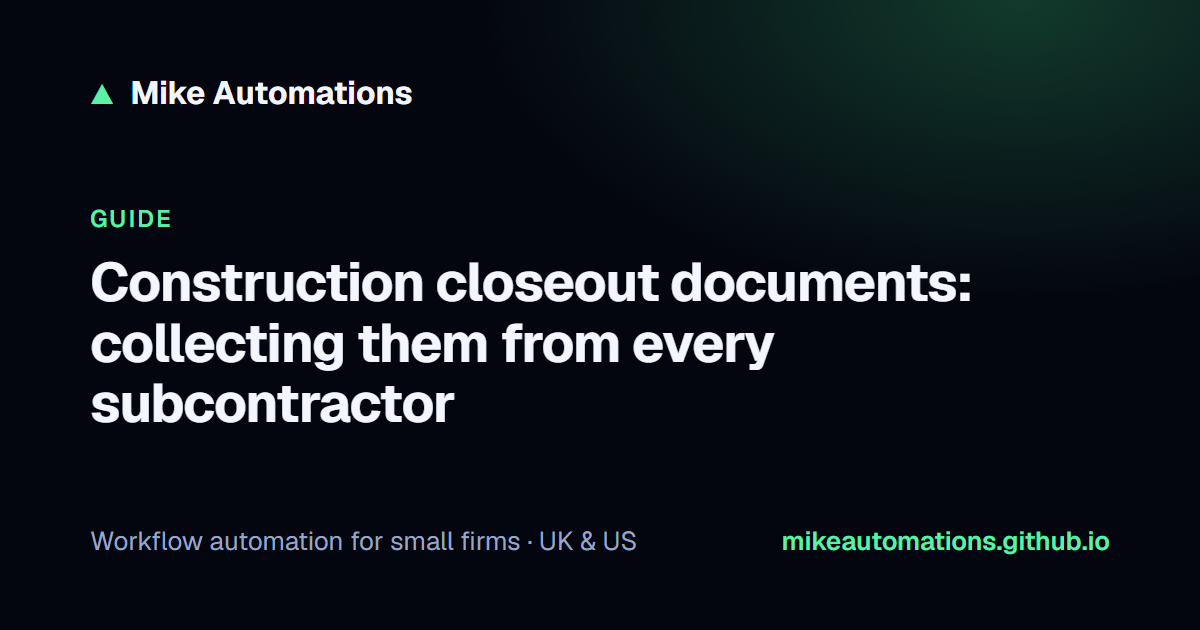 Mike Automations
GUIDE
Construction closeout documents:
collecting them from every
subcontractor
Workflow automation for small firms · UK & US
mikeautomations.github.io